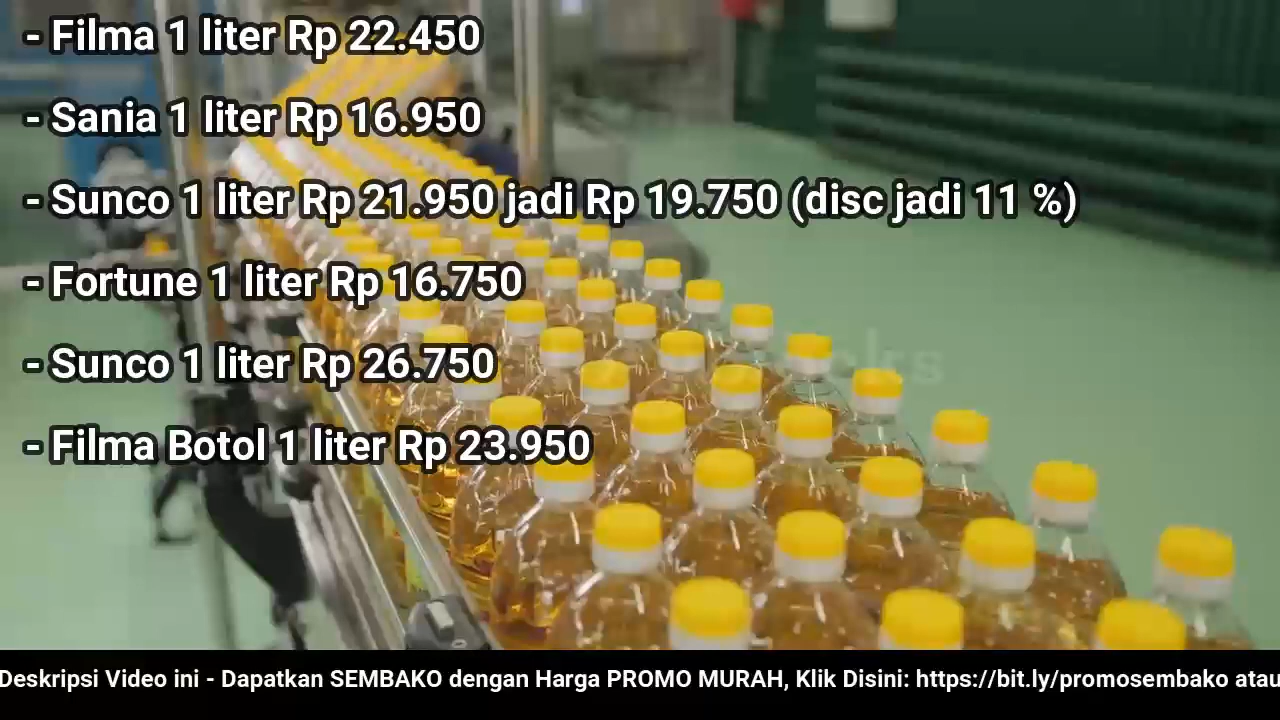 - Filma 1 liter Rp 22.450
- Sania 1 liter Rp 16.950
- Sunco 1 liter Rp 21.950 jadi Rp 19.750 (disc jadi 11 %)
- Fortune 1 liter Rp 16.750
- Sunco 1 liter Rp 26.750
- Filma Botol 1 liter Rp 23.950
Deskripsi Video ini - Dapatkan SEMBAKO dengan Harga PROMO MURAH, Klik Disini: https://bit.ly/promosembako atau